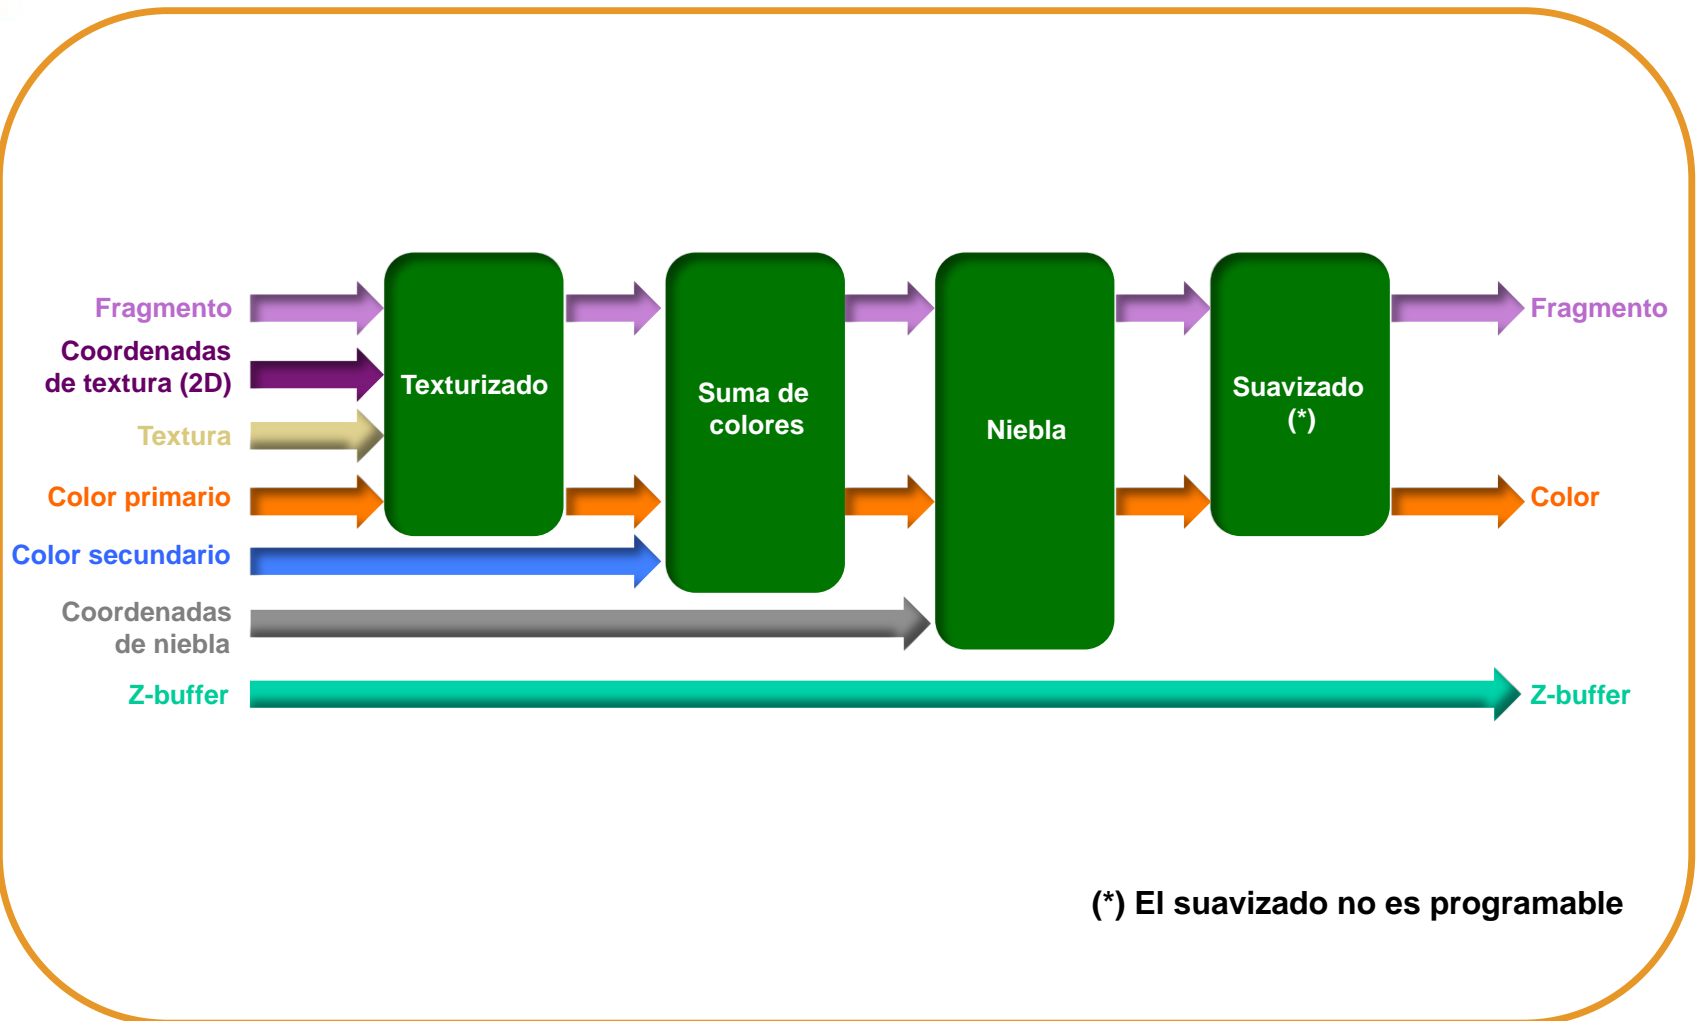 Fragmento
Coordenadas
de textura (2D)
Textura
Color primario
Color secundario
Coordenadas
de niebla
Z-buffer
Texturizado
Suma de
colores
Niebla
Suavizado
(*)
Fragmento
Color
Z-buffer
(*) El suavizado no es programable